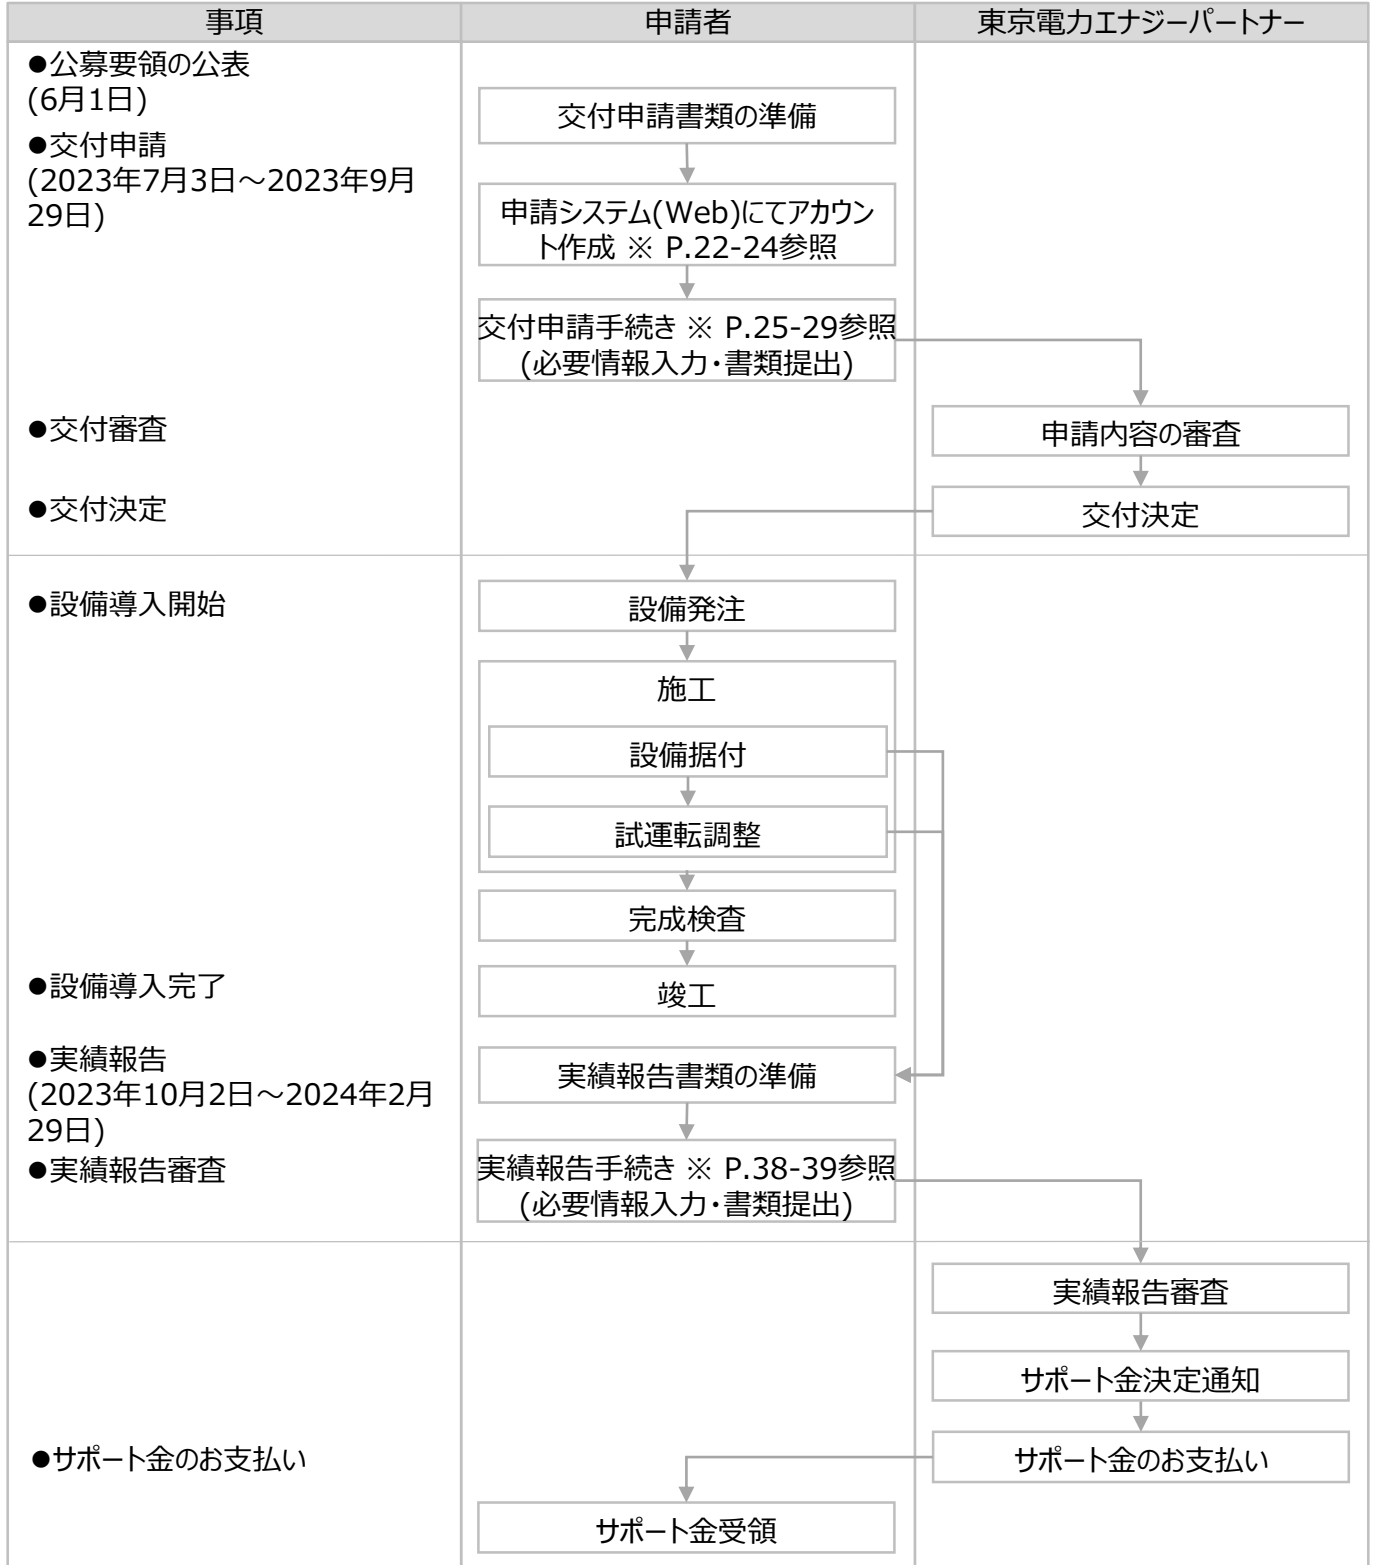 事項
申請者
東京電力エナジーパートナー
●公募要領の公表
(6月1日)
交付申請書類の準備
●交付申請
(2023年7月3日～2023年9月
29日)
申請システム(Web)にてアカウン
ト作成 ※ P.22-24参照
交付申請手続き ※ P.25-29参照
(必要情報入力・書類提出)
●交付審査
申請内容の審査
●交付決定
交付決定
●設備導入開始
設備発注
施工
設備据付
試運転調整
完成検査
●設備導入完了
竣工
●実績報告
(2023年10月2日～2024年2月
29日)
実績報告書類の準備
●実績報告審査
実績報告手続き ※ P.38-39参照
(必要情報入力・書類提出)
実績報告審査
サポート金決定通知
●サポート金のお支払い
サポート金のお支払い
サポート金受領